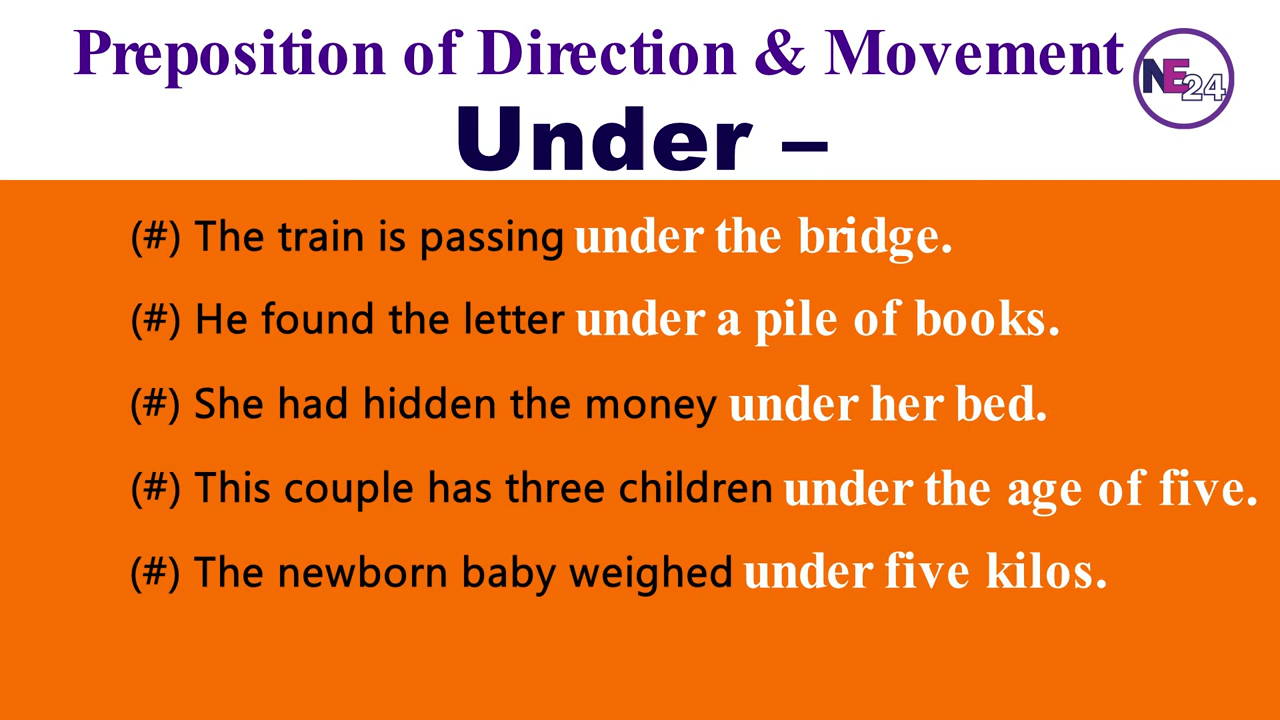 Preposition of Direction & Movement
NE24
Under –
(#) The train is passing under the bridge.
(#) He found the letter under a pile of books.
(#) She had hidden the money under her bed.
(#) This couple has three children under the age of five.
(#) The newborn baby weighed under five kilos.